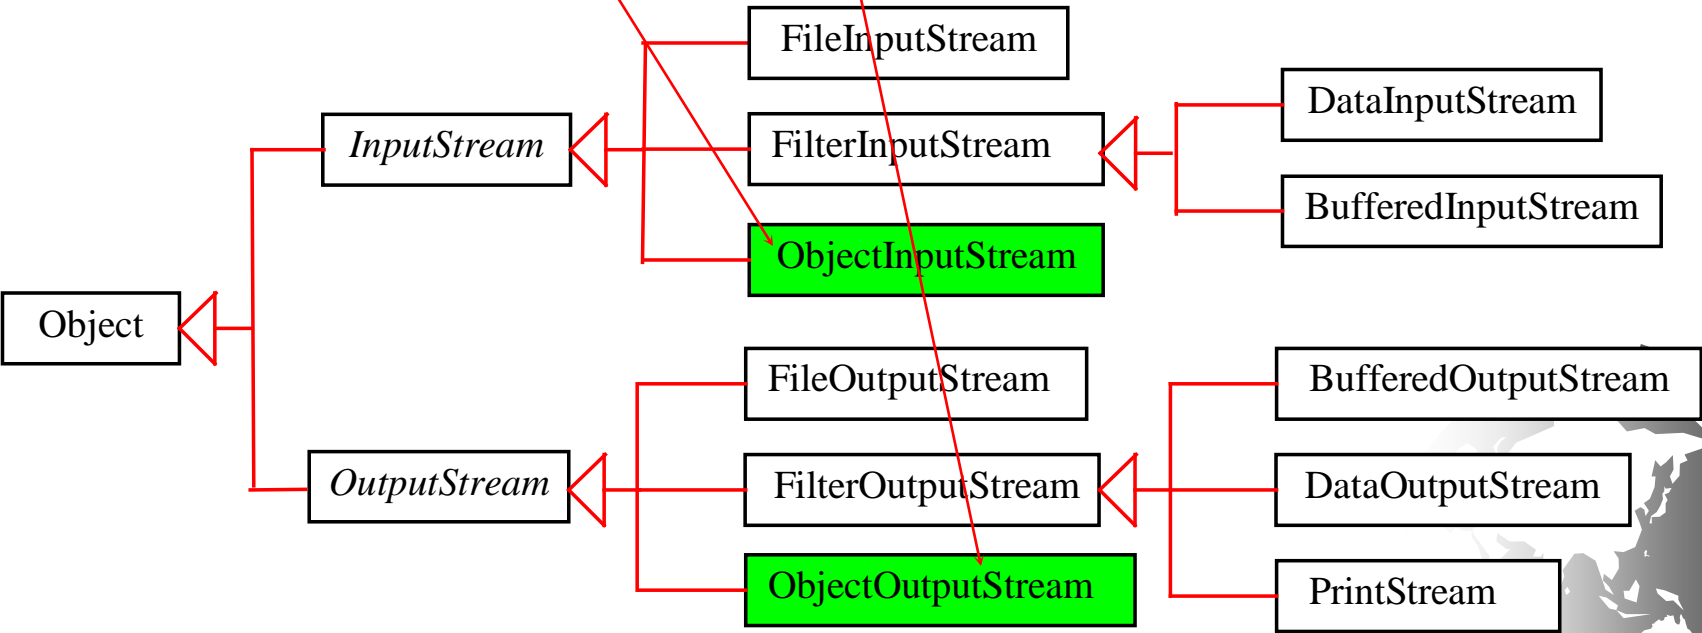 FileInputStream
DataInputStream
InputStream
FilterInputStream
BufferedInputStream
ObjectInputStream
Object
FileOutputStream
BufferedOutputStream
OutputStream
FilterOutputStream
DataOutputStream
ObjectOutputStream
PrintStream